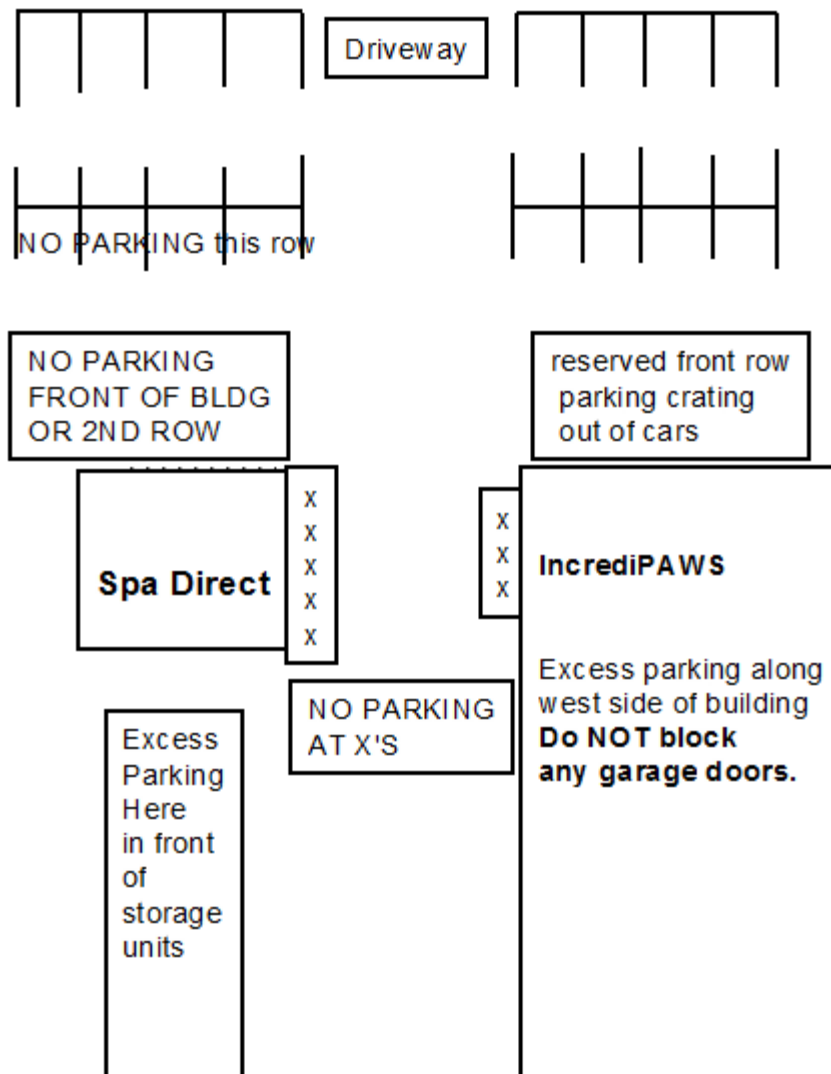 Driveway
NO PARKING this row
NO PARKING
FRONT OF BLDG
OR 2ND ROW
reserved front row
parking crating
out of cars
X
X
X
X
X
Spa Direct
X
X
X
IncrediPAWS
NO PARKING
AT X'S
Excess parking along
west side of building
Do NOT block
any garage doors.
Excess
Parking
Here
in front
of
storage
units